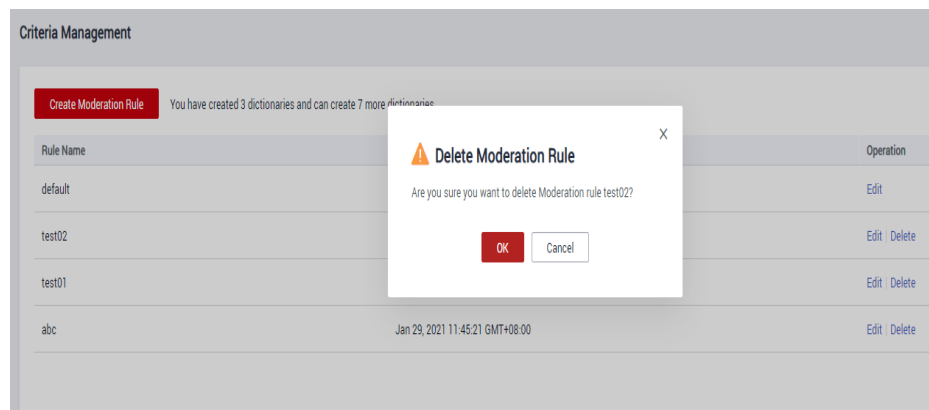 Criteria Management
Create Moderation Rule You have created 3 dictionaries and can create 7 more dictionaries
X
Delete Moderation Rule
Rule Name Operation
Are you sure you want to delete Moderation rule test02?
default Edit
test02 Edit | Delete
OK Cancel
test01 Edit | Delete
abc Jan 29, 2021 11:45:21 GMT+08:00 Edit | Delete